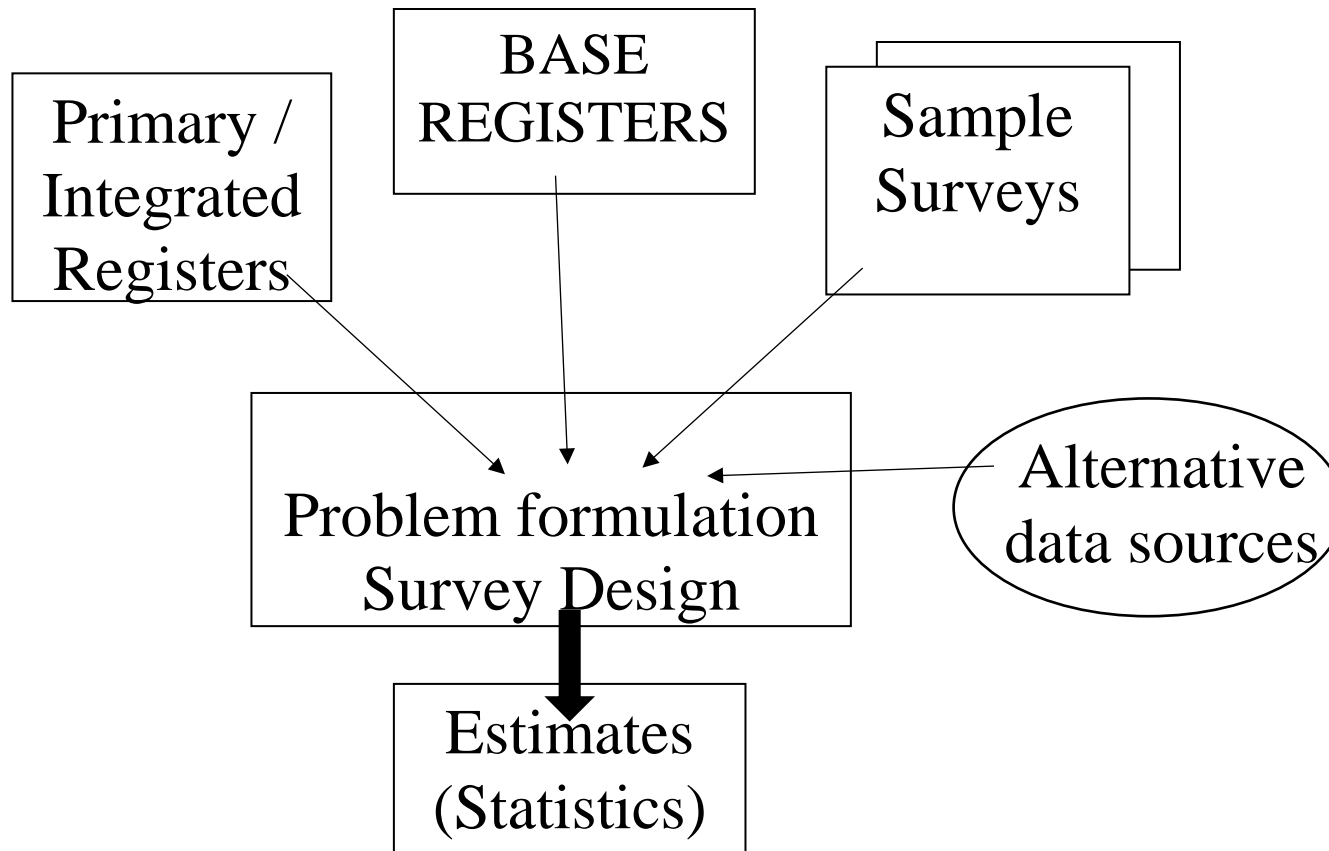 BASE
REGISTERS
Primary /
Integrated
Registers
Sample
Surveys
Problem formulation
Survey Design
Alternative
data sources
Estimates
(Statistics)